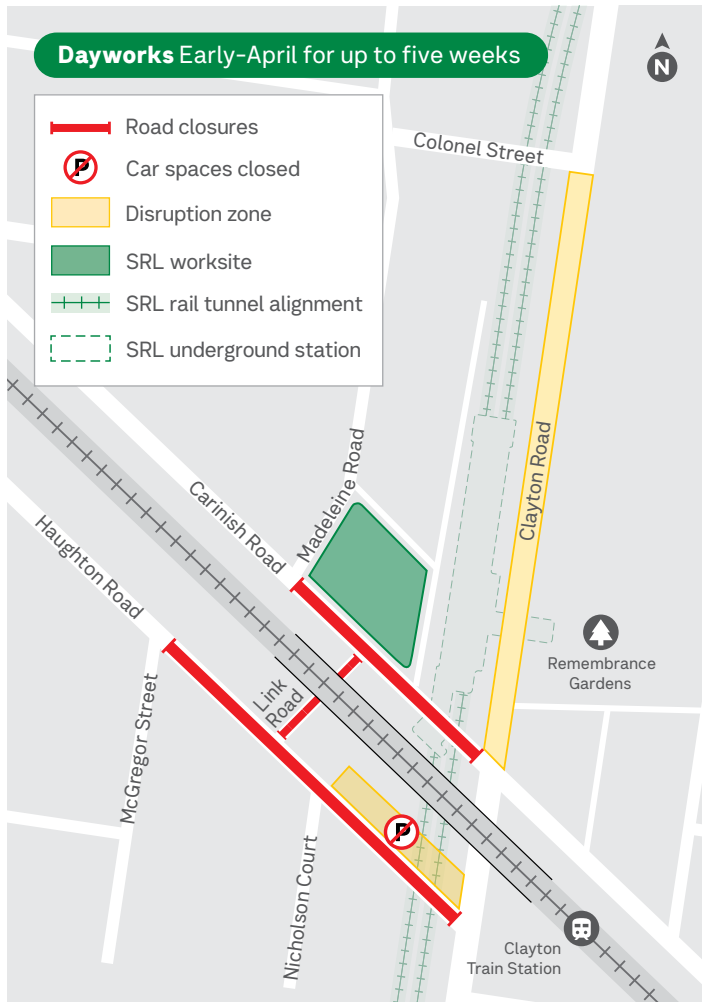 Dayworks Early-April for up to five weeks
N
Road closures
P
Car spaces closed
Disruption zone
SRL worksite
SRL rail tunnel alignment
SRL underground station
Colonel Street
Clayton Road
Madeleine Road
Carinish Road
Haughton Road
Remembrance
Gardens
Link
Road
McGregor Street
P
Nicholson Court
Clayton
Train Station